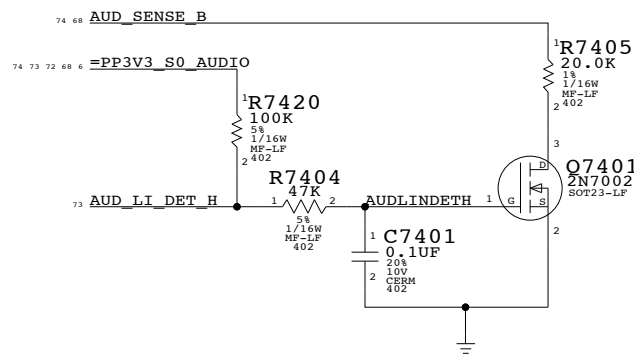 74 68 AUD_SENSE_B
74 73 72 68 6 =PP3V3_S0_AUDIO
1
R7405
20.0K
1%
1/16W
MF-LF
402
2
1
R7420
100K
5%
1/16W
MF-LF
402
2
3
D
Q7401
2N7002
SOT23-LF
1 G
S
2
R7404
47K
73 AUD_LI_DET_H
1 2
AUDLINDETH
5%
1/16W
MF-LF
402
1
C7401
0.1UF
20%
10V
CERM
402
2